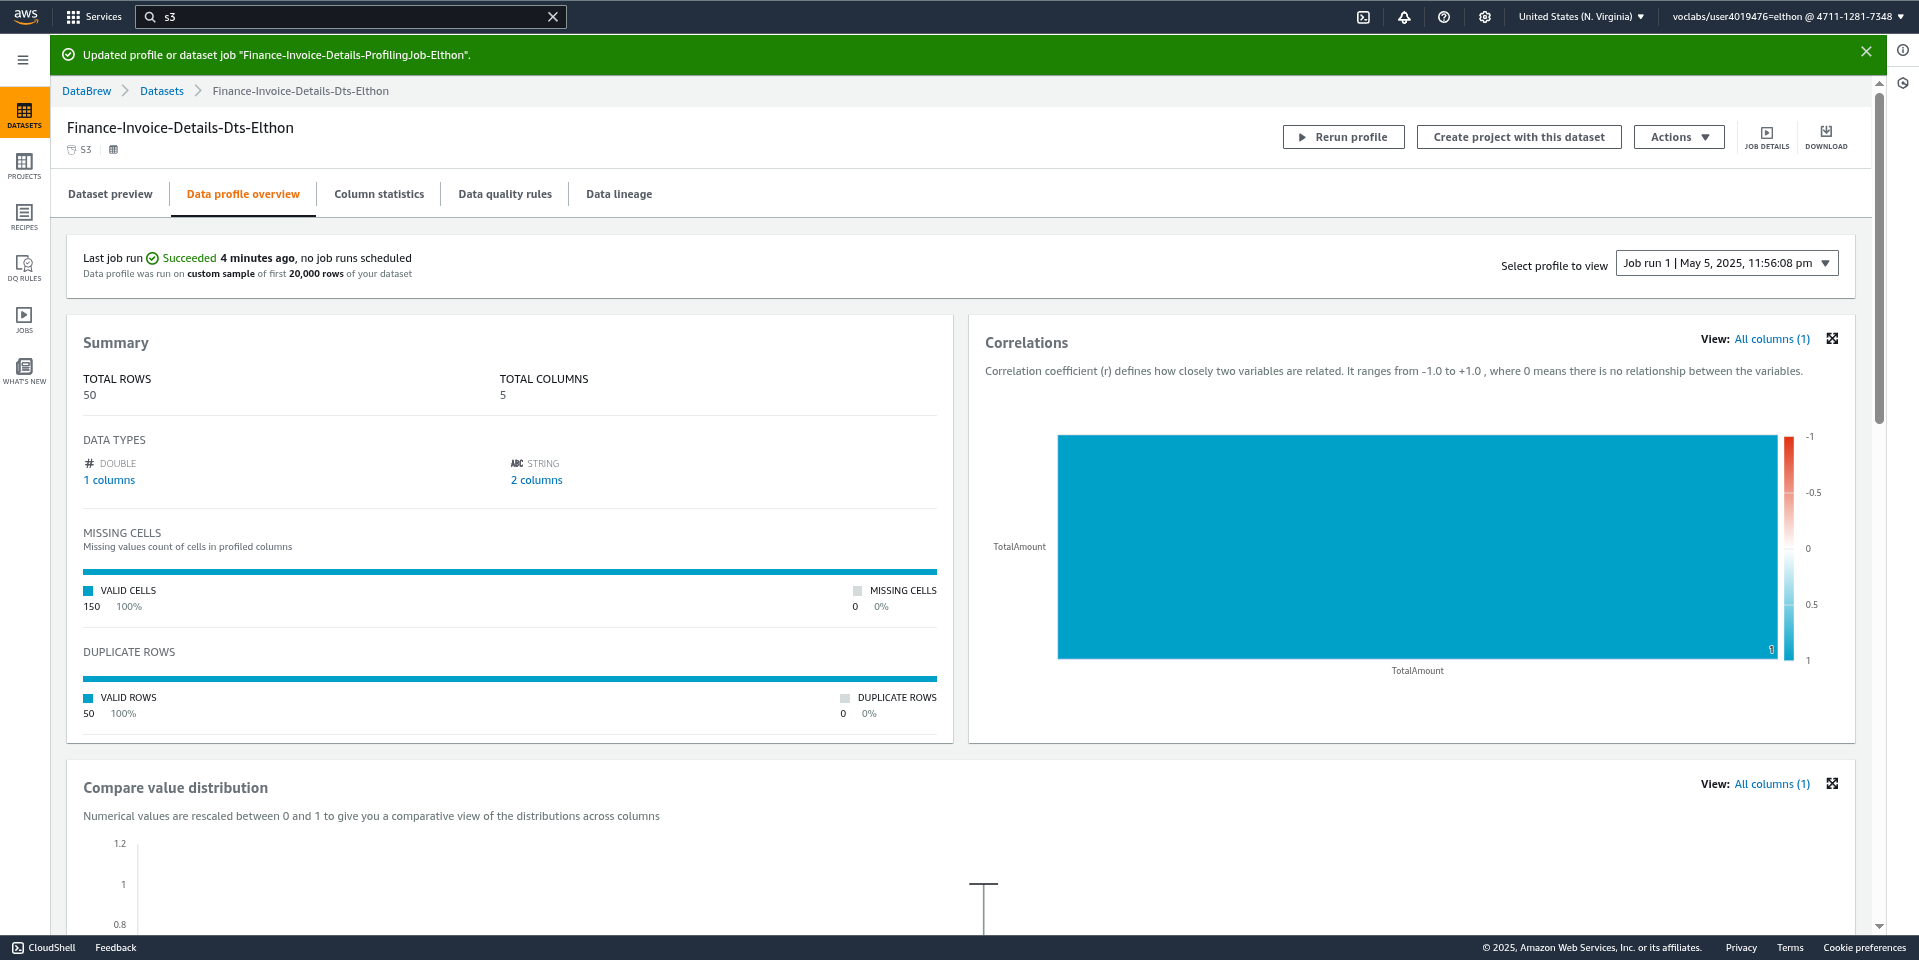 aws Services s3 United States (N. Virginia) voclabs/user4019476=elthon @ 4711-1281-7348
Updated profile or dataset job "Finance-Invoice-Details-ProfilingJob-Elthon".
DataBrew Datasets Finance-Invoice-Details-Dts-Elthon
DATASETS
PROJECTS
RECIPES
DQ RULES
JOBS
WHAT'S NEW
Finance-Invoice-Details-Dts-Elthon
S3
Rerun profile Create project with this dataset Actions JOB DETAILS DOWNLOAD
Dataset preview Data profile overview Column statistics Data quality rules Data lineage
Last job run Succeeded 4 minutes ago, no job runs scheduled
Data profile was run on custom sample of first 20,000 rows of your dataset
Select profile to view Job run 1 | May 5, 2025, 11:56:08 pm
Summary
TOTAL ROWS TOTAL COLUMNS
50 5
DATA TYPES
# DOUBLE ABC STRING
1 columns 2 columns
MISSING CELLS
Missing values count of cells in profiled columns
VALID CELLS MISSING CELLS
150 100% 0 0%
DUPLICATE ROWS
VALID ROWS DUPLICATE ROWS
50 100% 0 0%
Correlations View: All columns (1)
Correlation coefficient (r) defines how closely two variables are related. It ranges from -1.0 to +1.0 , where 0 means there is no relationship between the variables.
-1
-0.5
TotalAmount 0
0.5
1 1
TotalAmount
Compare value distribution View: All columns (1)
Numerical values are rescaled between 0 and 1 to give you a comparative view of the distributions across columns
1.2
1
0.8
CloudShell Feedback © 2025, Amazon Web Services, Inc. or its affiliates. Privacy Terms Cookie preferences